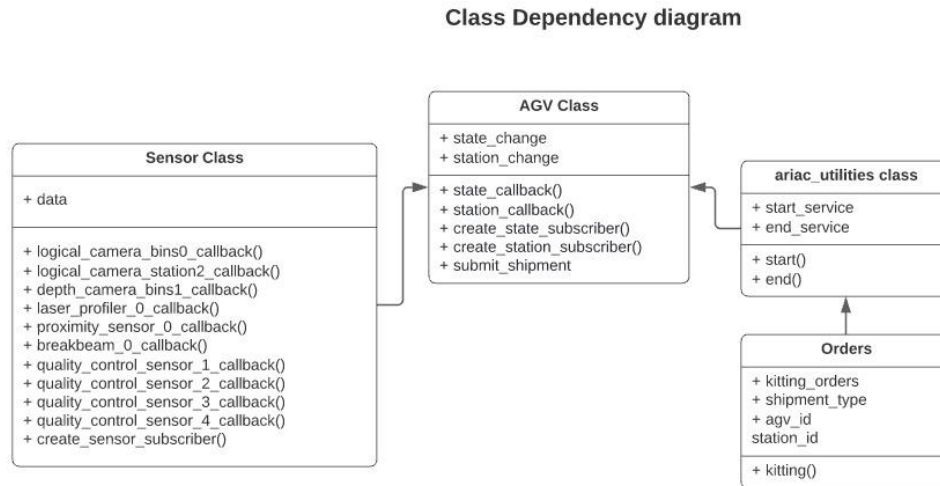 Class Dependency diagram
Sensor Class
+ data
+ logical_camera_bins0_callback()
+ logical_camera_station2_callback()
+ depth_camera_bins1_callback()
+ laser_profiler_0_callback()
+ proximity_sensor_0_callback()
+ breakbeam_0_callback()
+ quality_control_sensor_1_callback()
+ quality_control_sensor_2_callback()
+ quality_control_sensor_3_callback()
+ quality_control_sensor_4_callback()
+ create_sensor_subscriber()
AGV Class
+ state_change
+ station_change
+ state_callback()
+ station_callback()
+ create_state_subscriber()
+ create_station_subscriber()
+ submit_shipment
ariac_utilities class
+ start_service
+ end_service
+ start()
+ end()
Orders
+ kitting_orders
+ shipment_type
+ agv_id
station_id
+ kitting()